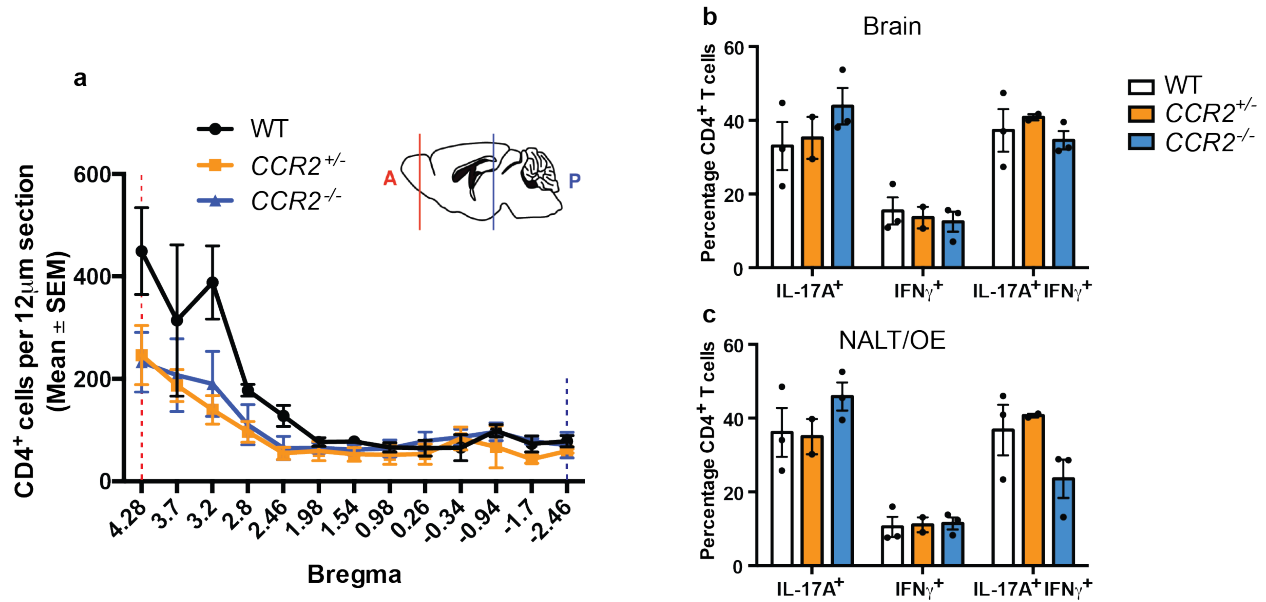 a
WT
CCR2+/-
CCR2-/-
A
P
CD4+ cells per 12µm section
(Mean ± SEM)
600
400
200
0
4.28
3.7
3.2
2.8
2.46
1.98
1.54
0.98
0.26
-0.34
-0.94
-1.7
-2.46
Bregma
b
Brain
Percentage CD4+ T cells
60
40
20
0
IL-17A+
IFNγ+
IL-17A+ IFNγ+
WT
CCR2+/-
CCR2-/-
c
NALT/OE
Percentage CD4+ T cells
60
40
20
0
IL-17A+
IFNγ+
IL-17A+ IFNγ+